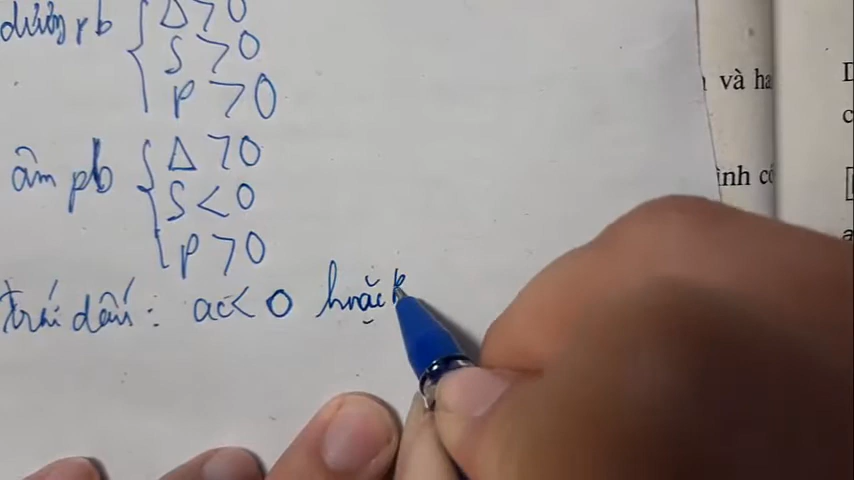 dương pb { Δ > 0
S > 0
P > 0
âm pb { Δ > 0
S < 0
P > 0
trái dấu : ac < 0 hoặc
và ha
ình có
D
c